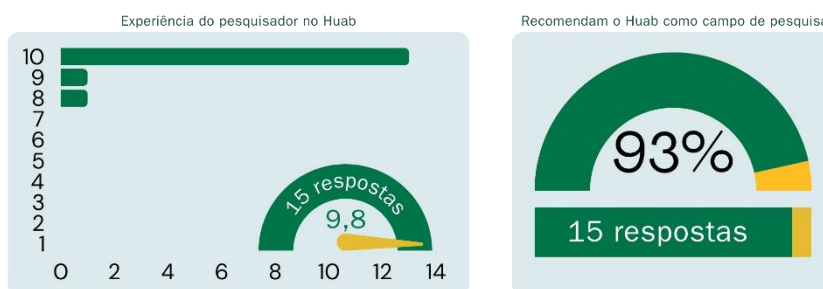 Experiência do pesquisador no Huab
10
9
8
7
6
5
4
3
2
1
0 2 4 6 8 10 12 14
15 respostas
9,8
Recomendam o Huab como campo de pesquisa
93%
15 respostas